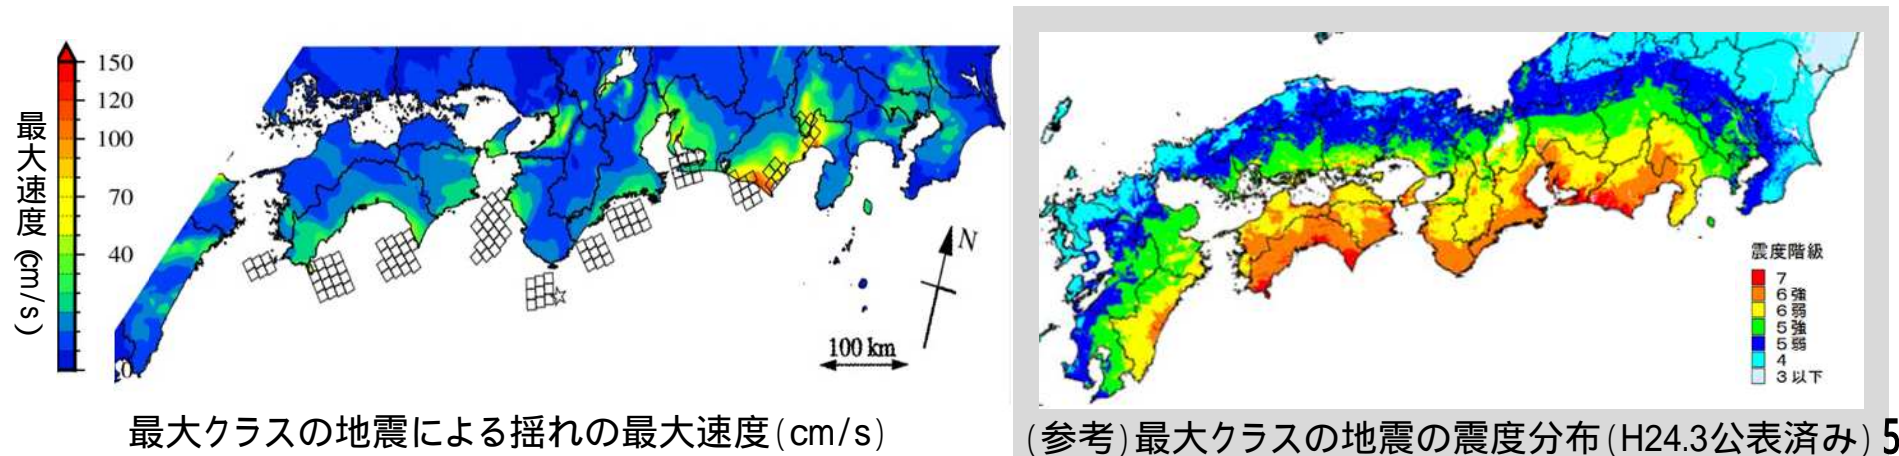 最大速度(cm/s)
150
120
100
70
40
0
N
100 km
最大クラスの地震による揺れの最大速度(cm/s)
震度階級
7
6強
6弱
5強
5弱
4
3以下
(参考)最大クラスの地震の震度分布(H24.3公表済み)
5